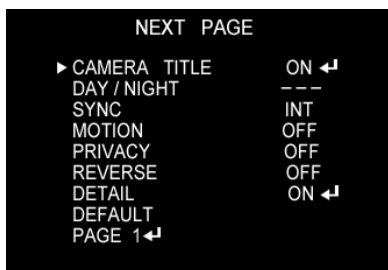 NEXT PAGE
▶ CAMERA TITLE ON ↵
DAY / NIGHT – – –
SYNC INT
MOTION OFF
PRIVACY OFF
REVERSE OFF
DETAIL ON ↵
DEFAULT
PAGE 1↵